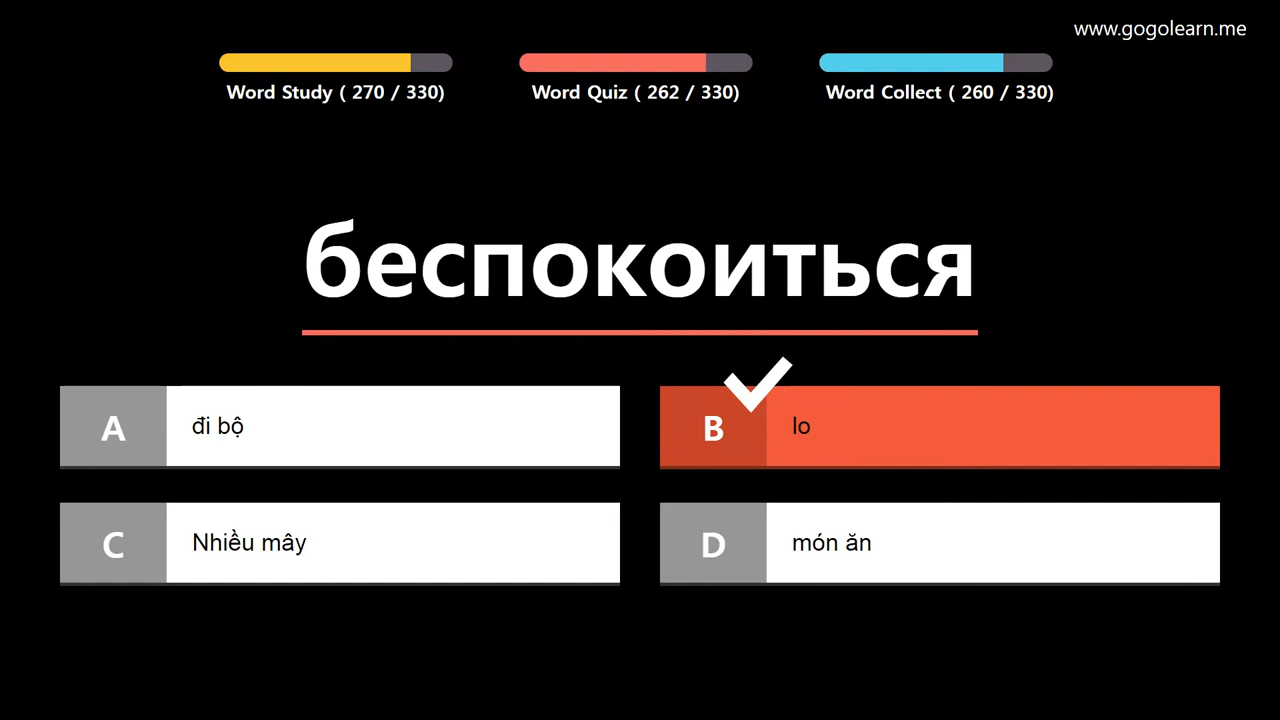 www.gogolearn.me
Word Study ( 270 / 330)
Word Quiz ( 262 / 330)
Word Collect ( 260 / 330)
беспокоиться
A đi bộ
B lo
C Nhiều mây
D món ăn